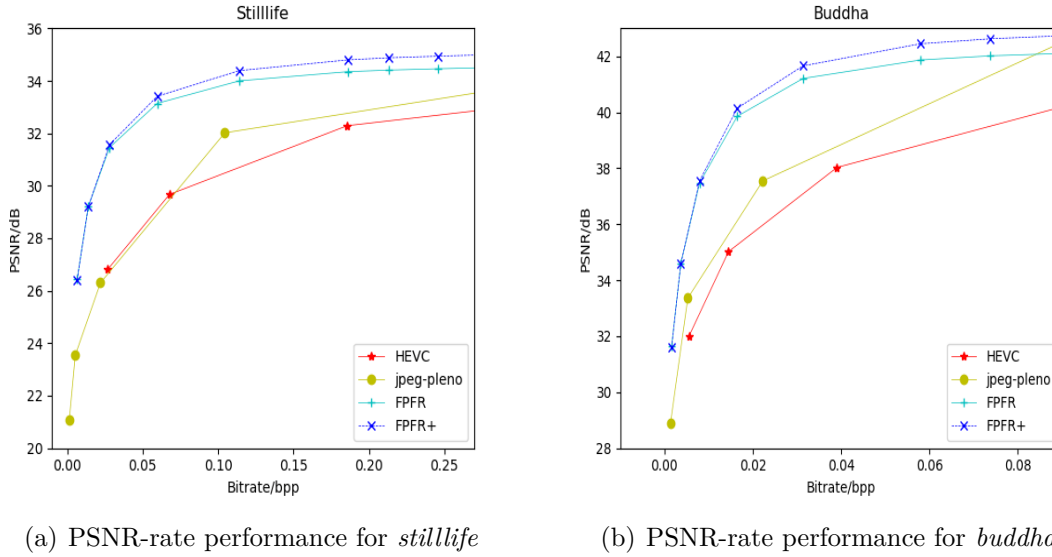 Stilllife
36
34
32
30
28
26
24
22
20
PSNR/dB
0.00 0.05 0.10 0.15 0.20 0.25
Bitrate/bpp
HEVC
jpeg-pleno
FPFR
FPFR+
(a) PSNR-rate performance for stilllife
Buddha
42
40
38
36
34
32
30
28
PSNR/dB
0.00 0.02 0.04 0.06 0.08
Bitrate/bpp
HEVC
jpeg-pleno
FPFR
FPFR+
(b) PSNR-rate performance for buddha